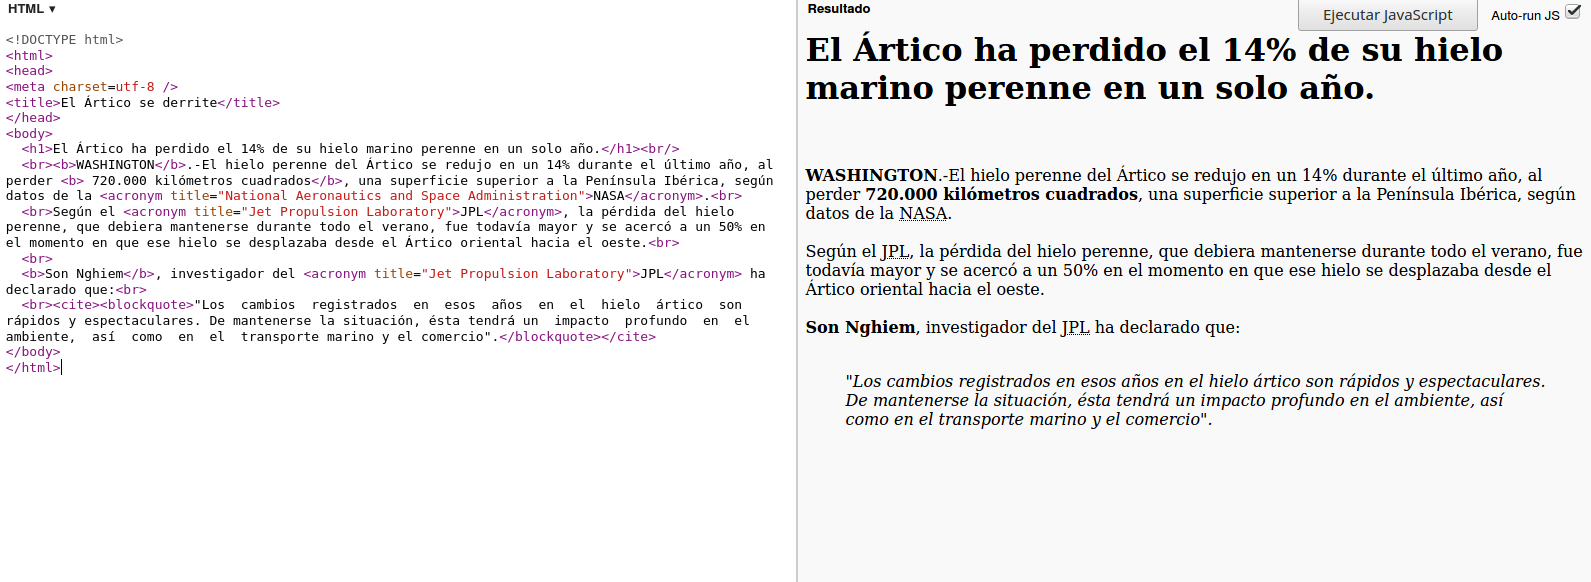 HTML ▾
<!DOCTYPE html>
<html>
<head>
<meta charset=utf-8 />
<title>El Ártico se derrite</title>
</head>
<body>
  <h1>El Ártico ha perdido el 14% de su hielo marino perenne en un solo año.</h1><br/>
  <br><b>WASHINGTON</b>.-El hielo perenne del Ártico se redujo en un 14% durante el último año, al
perder <b> 720.000 kilómetros cuadrados</b>, una superficie superior a la Península Ibérica, según
datos de la <acronym title="National Aeronautics and Space Administration">NASA</acronym>.<br>
  <br>Según el <acronym title="Jet Propulsion Laboratory">JPL</acronym>, la pérdida del hielo
perenne, que debiera mantenerse durante todo el verano, fue todavía mayor y se acercó a un 50% en
el momento en que ese hielo se desplazaba desde el Ártico oriental hacia el oeste.<br>
  <br>
  <b>Son Nghiem</b>, investigador del <acronym title="Jet Propulsion Laboratory">JPL</acronym> ha
declarado que:<br>
  <br><cite><blockquote>"Los  cambios  registrados  en  esos  años  en  el  hielo  ártico  son
rápidos y espectaculares. De mantenerse la situación, ésta tendrá un  impacto  profundo  en  el
ambiente,  así  como  en  el  transporte marino y el comercio".</blockquote></cite>
</body>
</html>
Resultado
Ejecutar JavaScript
Auto-run JS
El Ártico ha perdido el 14% de su hielo
marino perenne en un solo año.
WASHINGTON.-El hielo perenne del Ártico se redujo en un 14% durante el último año, al
perder 720.000 kilómetros cuadrados, una superficie superior a la Península Ibérica, según
datos de la NASA.
Según el JPL, la pérdida del hielo perenne, que debiera mantenerse durante todo el verano, fue
todavía mayor y se acercó a un 50% en el momento en que ese hielo se desplazaba desde el
Ártico oriental hacia el oeste.
Son Nghiem, investigador del JPL ha declarado que:
"Los cambios registrados en esos años en el hielo ártico son rápidos y espectaculares.
De mantenerse la situación, ésta tendrá un impacto profundo en el ambiente, así
como en el transporte marino y el comercio".